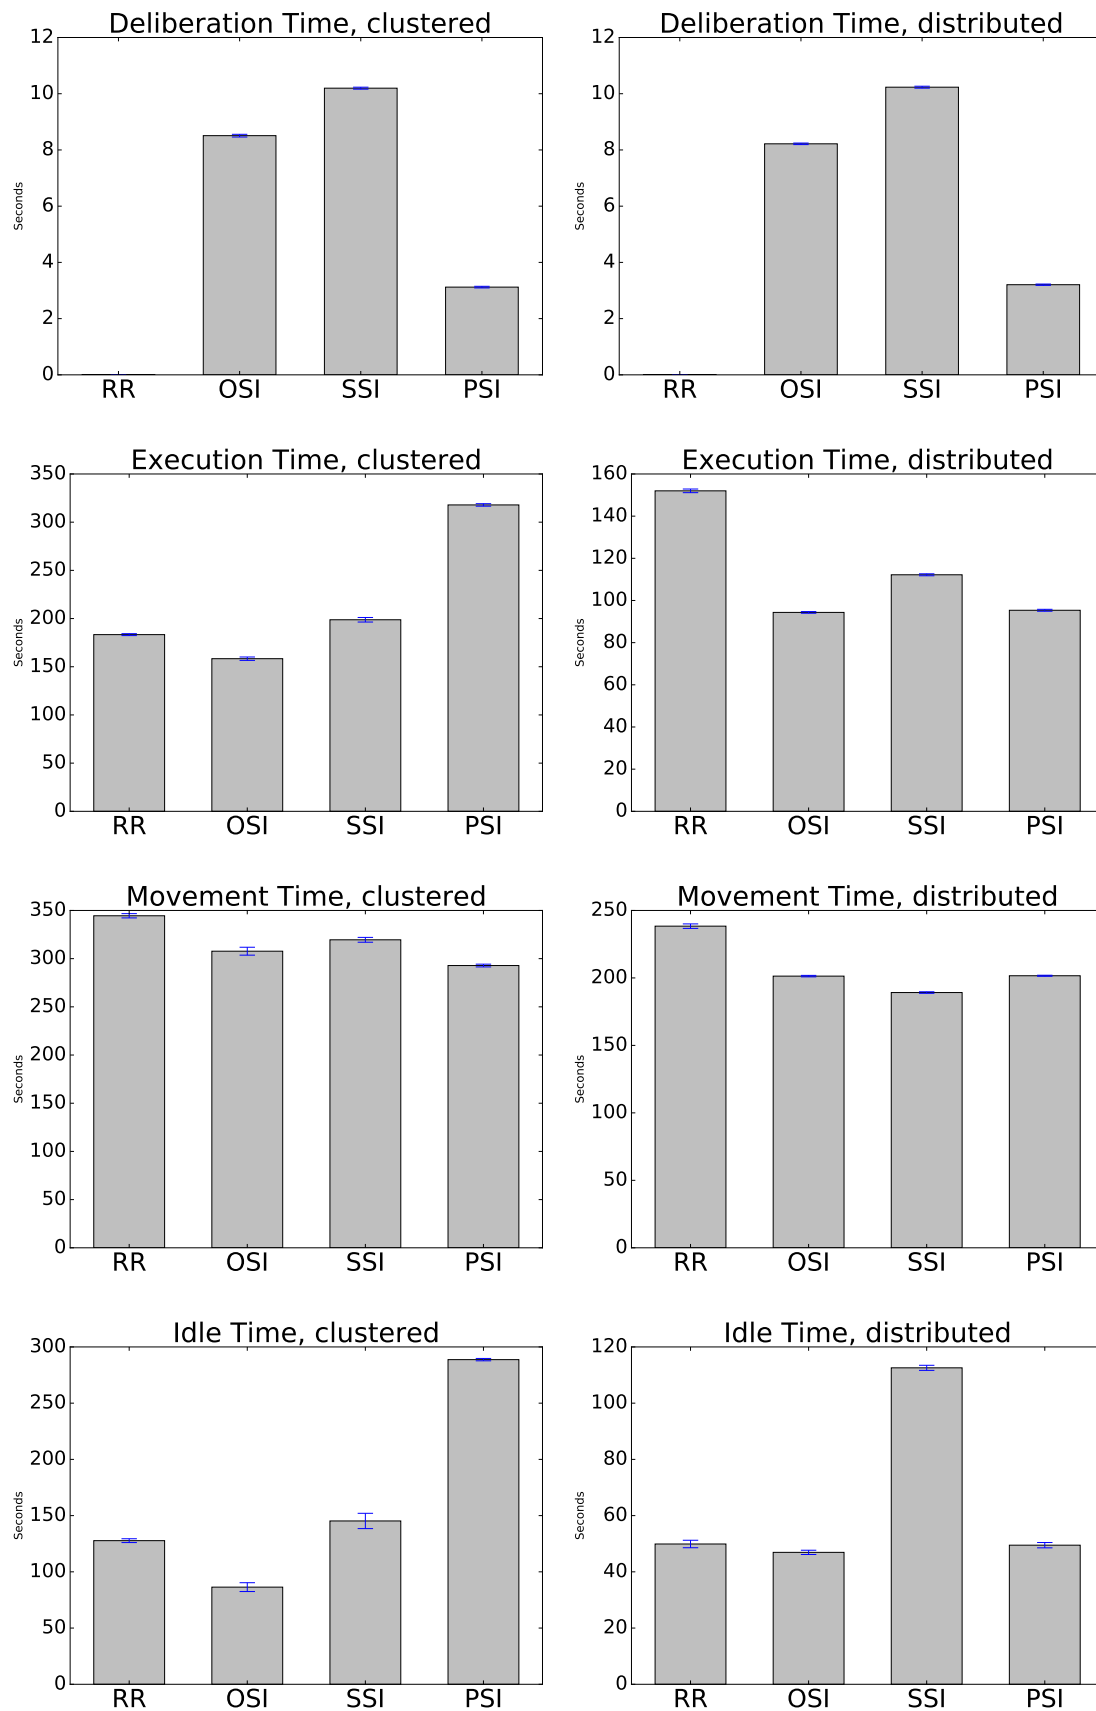 Deliberation Time, clustered
12
10
8
6
4
2
0
Seconds
RR OSI SSI PSI
Deliberation Time, distributed
12
10
8
6
4
2
0
Seconds
RR OSI SSI PSI
Execution Time, clustered
350
300
250
200
150
100
50
0
Seconds
RR OSI SSI PSI
Execution Time, distributed
160
140
120
100
80
60
40
20
0
Seconds
RR OSI SSI PSI
Movement Time, clustered
350
300
250
200
150
100
50
0
Seconds
RR OSI SSI PSI
Movement Time, distributed
250
200
150
100
50
0
Seconds
RR OSI SSI PSI
Idle Time, clustered
300
250
200
150
100
50
0
Seconds
RR OSI SSI PSI
Idle Time, distributed
120
100
80
60
40
20
0
Seconds
RR OSI SSI PSI